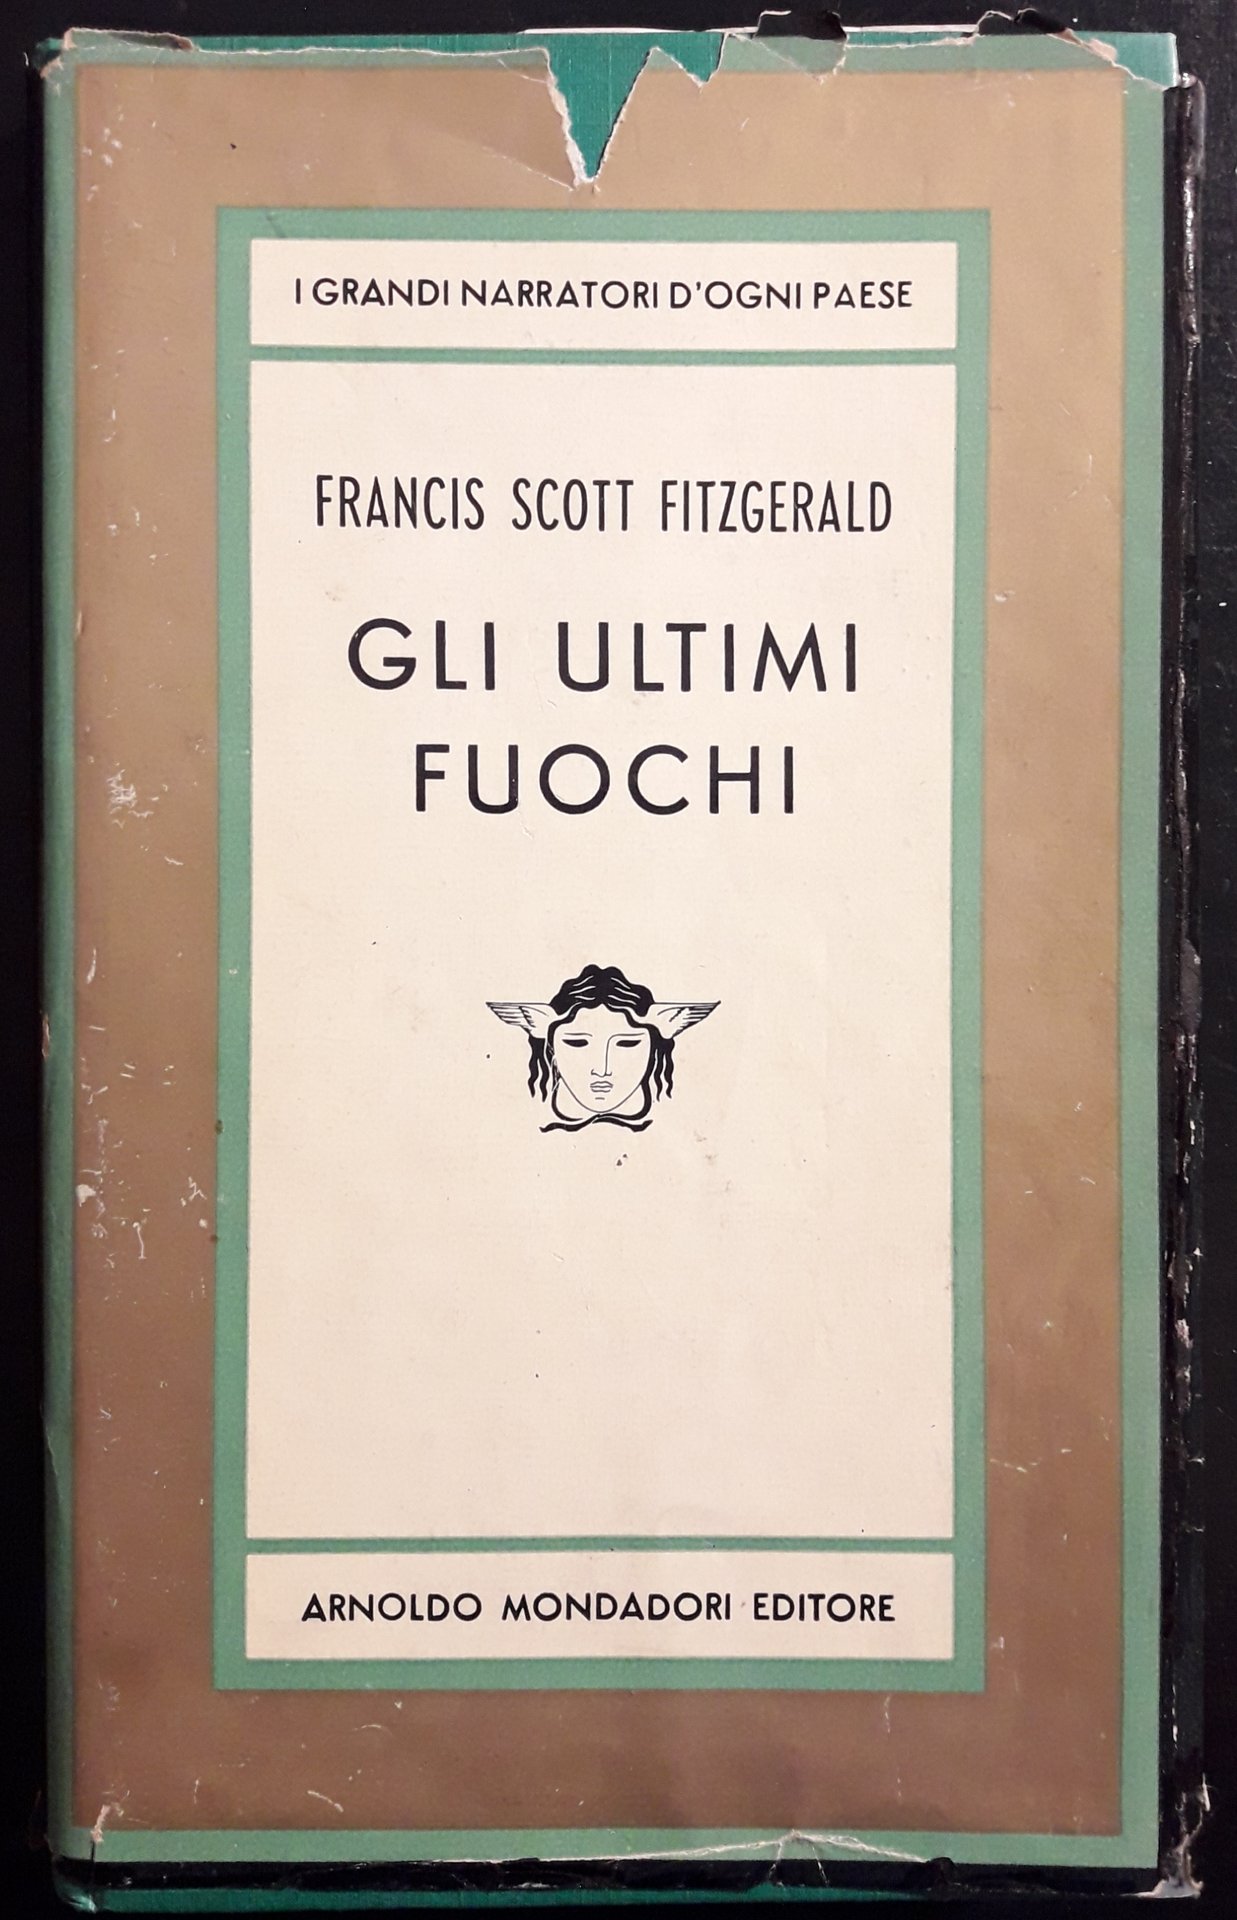 I GRANDI NARRATORI D'OGNI PAESE
FRANCIS SCOTT FITZGERALD
GLI ULTIMI
FUOCHI
ARNOLDO MONDADORI EDITORE